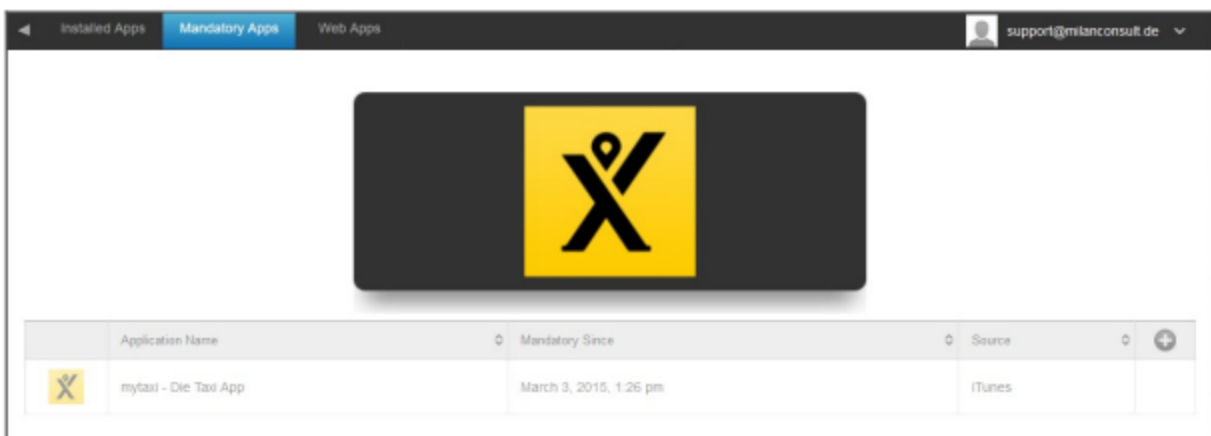 Installed Apps Mandatory Apps Web Apps support@milanconsult.de
Application Name Mandatory Since Source
mytaxi - Die Taxi App March 3, 2015, 1:26 pm iTunes